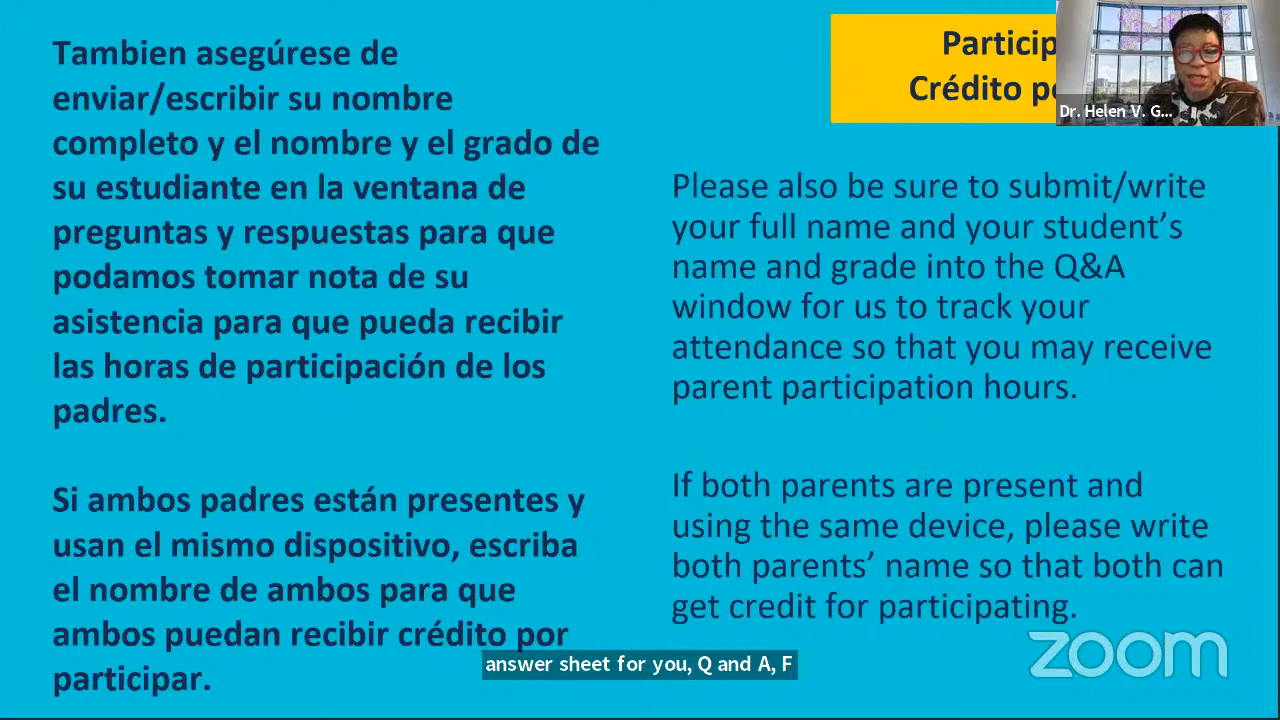 Tambien asegúrese de
enviar/escribir su nombre
completo y el nombre y el grado de
su estudiante en la ventana de
preguntas y respuestas para que
podamos tomar nota de su
asistencia para que pueda recibir
las horas de participación de los
padres.
Si ambos padres están presentes y
usan el mismo dispositivo, escriba
el nombre de ambos para que
ambos puedan recibir crédito por
participar.
Particip
Crédito po
Dr. Helen V. G...
Please also be sure to submit/write
your full name and your student's
name and grade into the Q&A
window for us to track your
attendance so that you may receive
parent participation hours.
If both parents are present and
using the same device, please write
both parents' name so that both can
get credit for participating.
zoom
answer sheet for you, Q and A, F